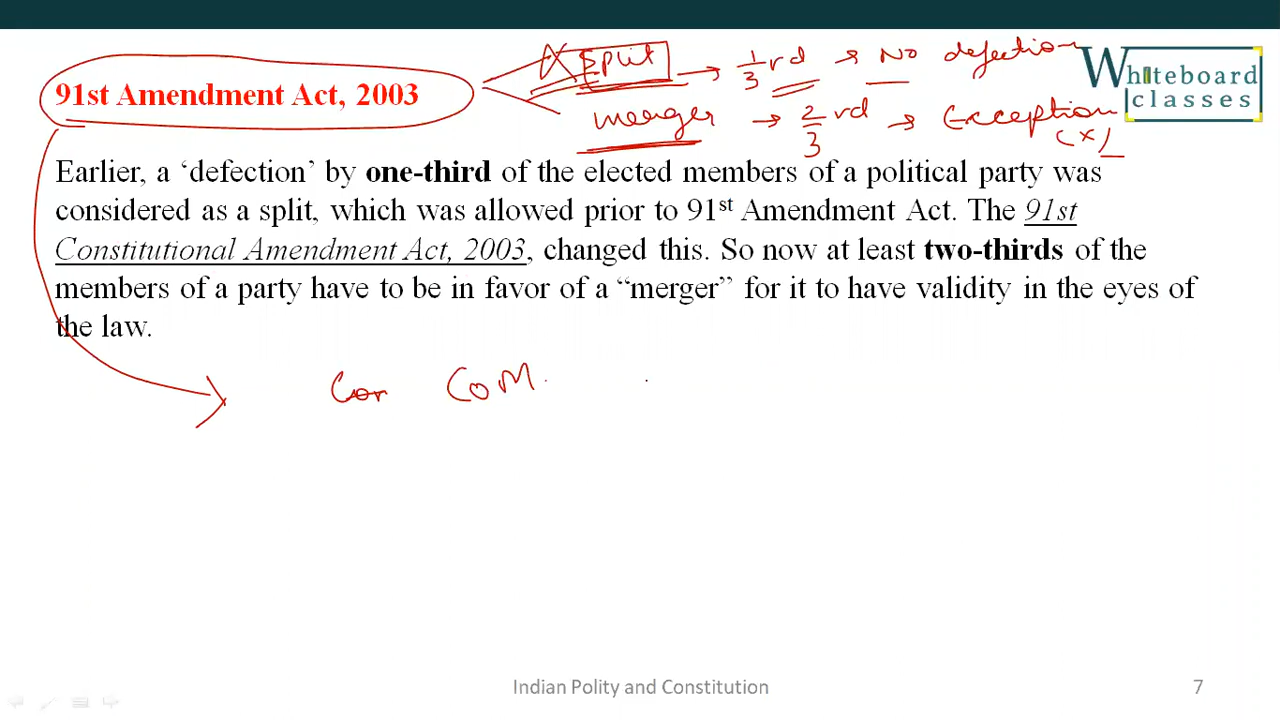 split → 1/3 rd → No defection
91st Amendment Act, 2003
merger → 2/3 rd → Exception
(x)
Whiteboard
classes
Earlier, a ‘defection’ by one-third of the elected members of a political party was
considered as a split, which was allowed prior to 91st Amendment Act. The 91st
Constitutional Amendment Act, 2003, changed this. So now at least two-thirds of the
members of a party have to be in favor of a “merger” for it to have validity in the eyes of
the law.
COM
Indian Polity and Constitution
7